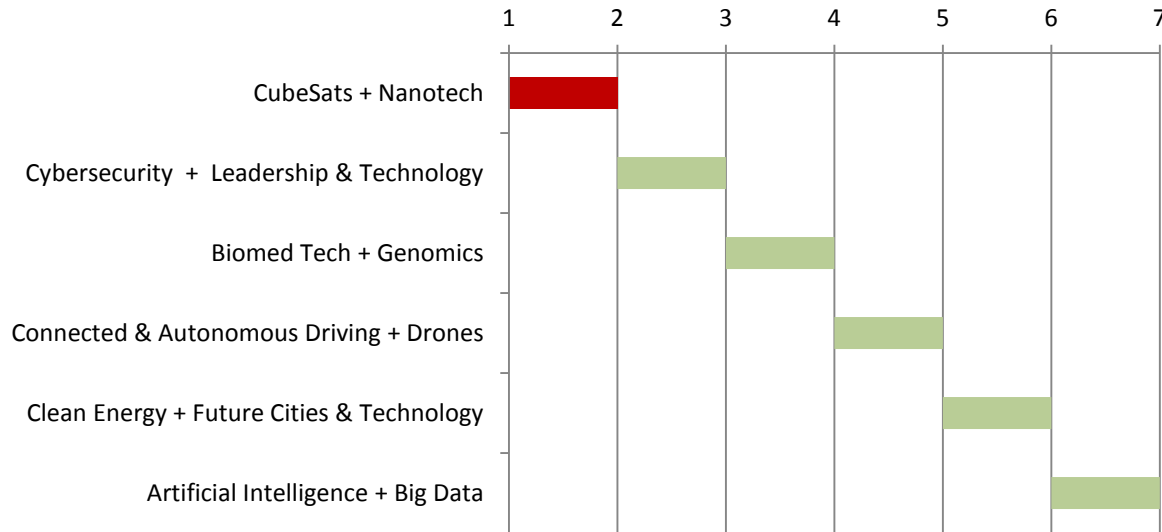 1 2 3 4 5 6 7
CubeSats + Nanotech
Cybersecurity + Leadership & Technology
Biomed Tech + Genomics
Connected & Autonomous Driving + Drones
Clean Energy + Future Cities & Technology
Artificial Intelligence + Big Data